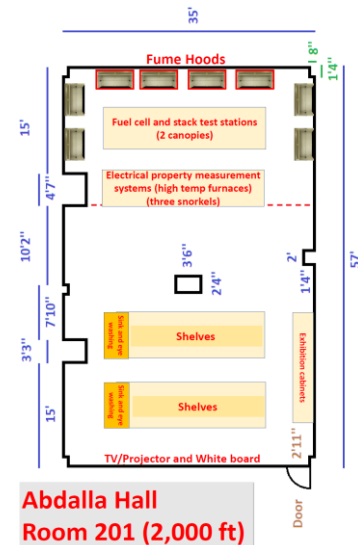 35'
8"
1'4"
Fume Hoods
Fuel cell and stack test stations
(2 canopies)
15'
Electrical property measurement
systems (high temp furnaces)
(three snorkels)
4'7"
10'2"
3'6"
2'4"
2'
1'4"
57'
7'10"
Sink and eye
washing
Shelves
3'3"
Exhibition cabinets
Sink and eye
washing
Shelves
15'
2'11"
TV/Projector and White board
Door
Abdalla Hall
Room 201 (2,000 ft)